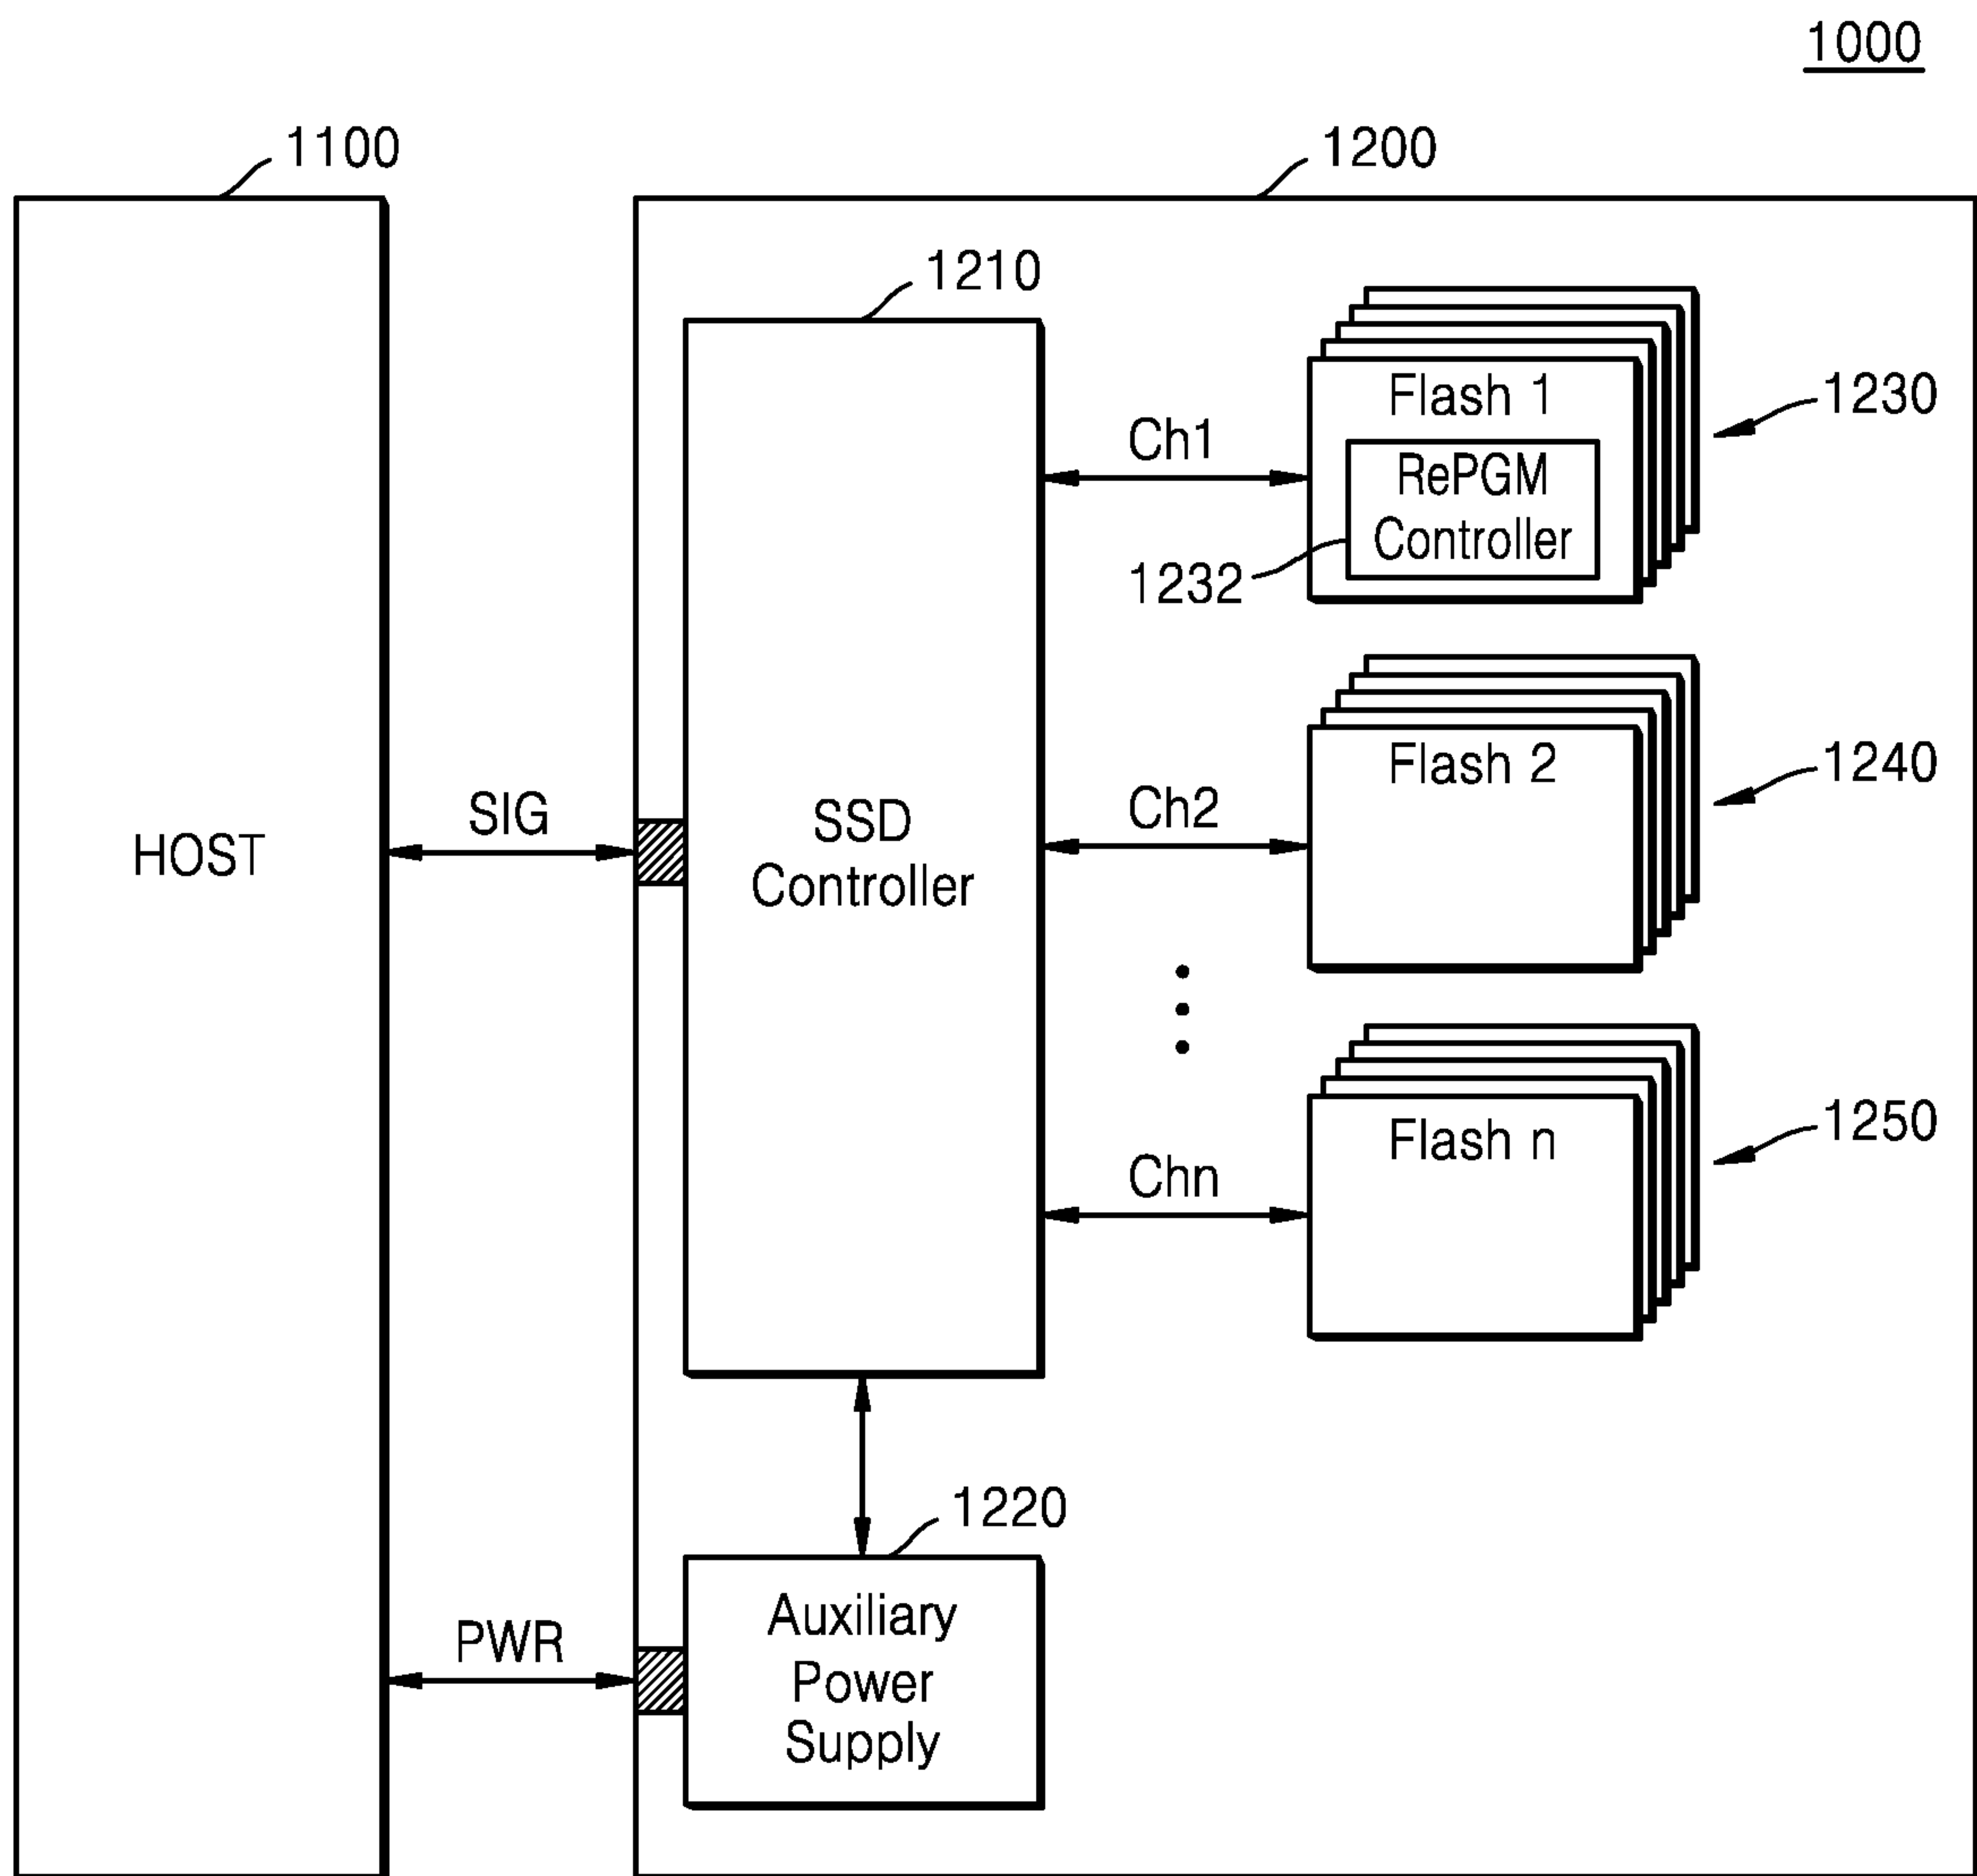 1000
1100
1200
1210
Flash 1
1230
Ch1
RePGM
Controller
1232
Flash 2
1240
SIG
Ch2
HOST
SSD
Controller
Flash n
1250
Chn
1220
Auxiliary
Power
Supply
PWR